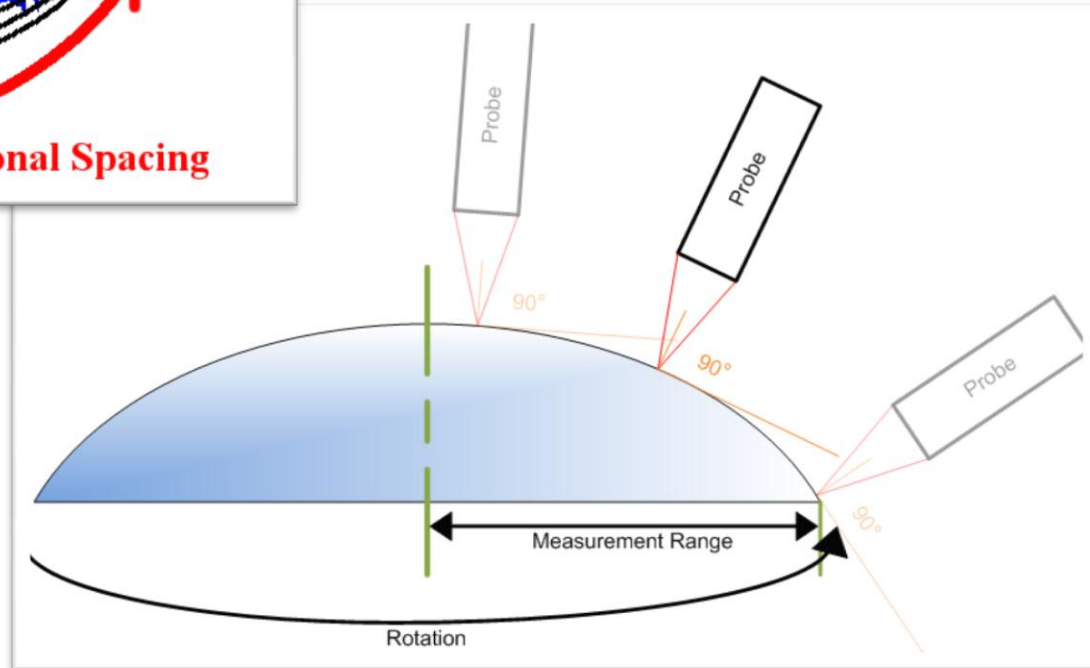 onal Spacing
Probe
Probe
Probe
90°
90°
90°
Measurement Range
Rotation